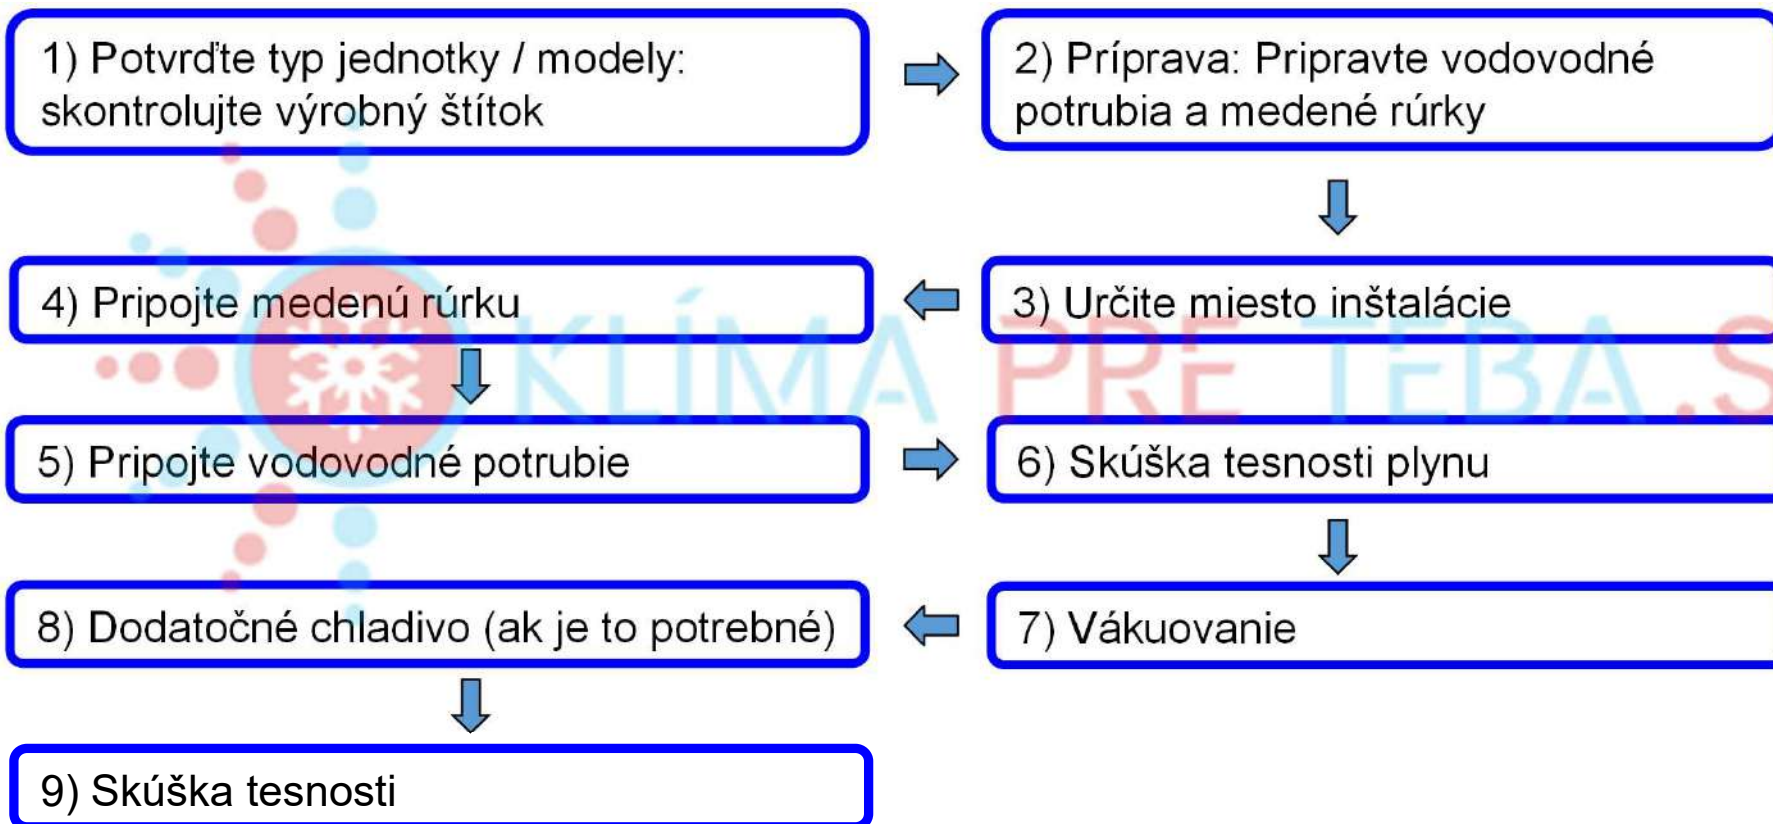 1) Potvrďte typ jednotky / modely:
skontrolujte výrobný štítok
2) Príprava: Pripravte vodovodné
potrubia a medené rúrky
3) Určite miesto inštalácie
4) Pripojte medenú rúrku
5) Pripojte vodovodné potrubie
6) Skúška tesnosti plynu
7) Vákuovanie
8) Dodatočné chladivo (ak je to potrebné)
9) Skúška tesnosti
KLÍMA PRE TEBA.S